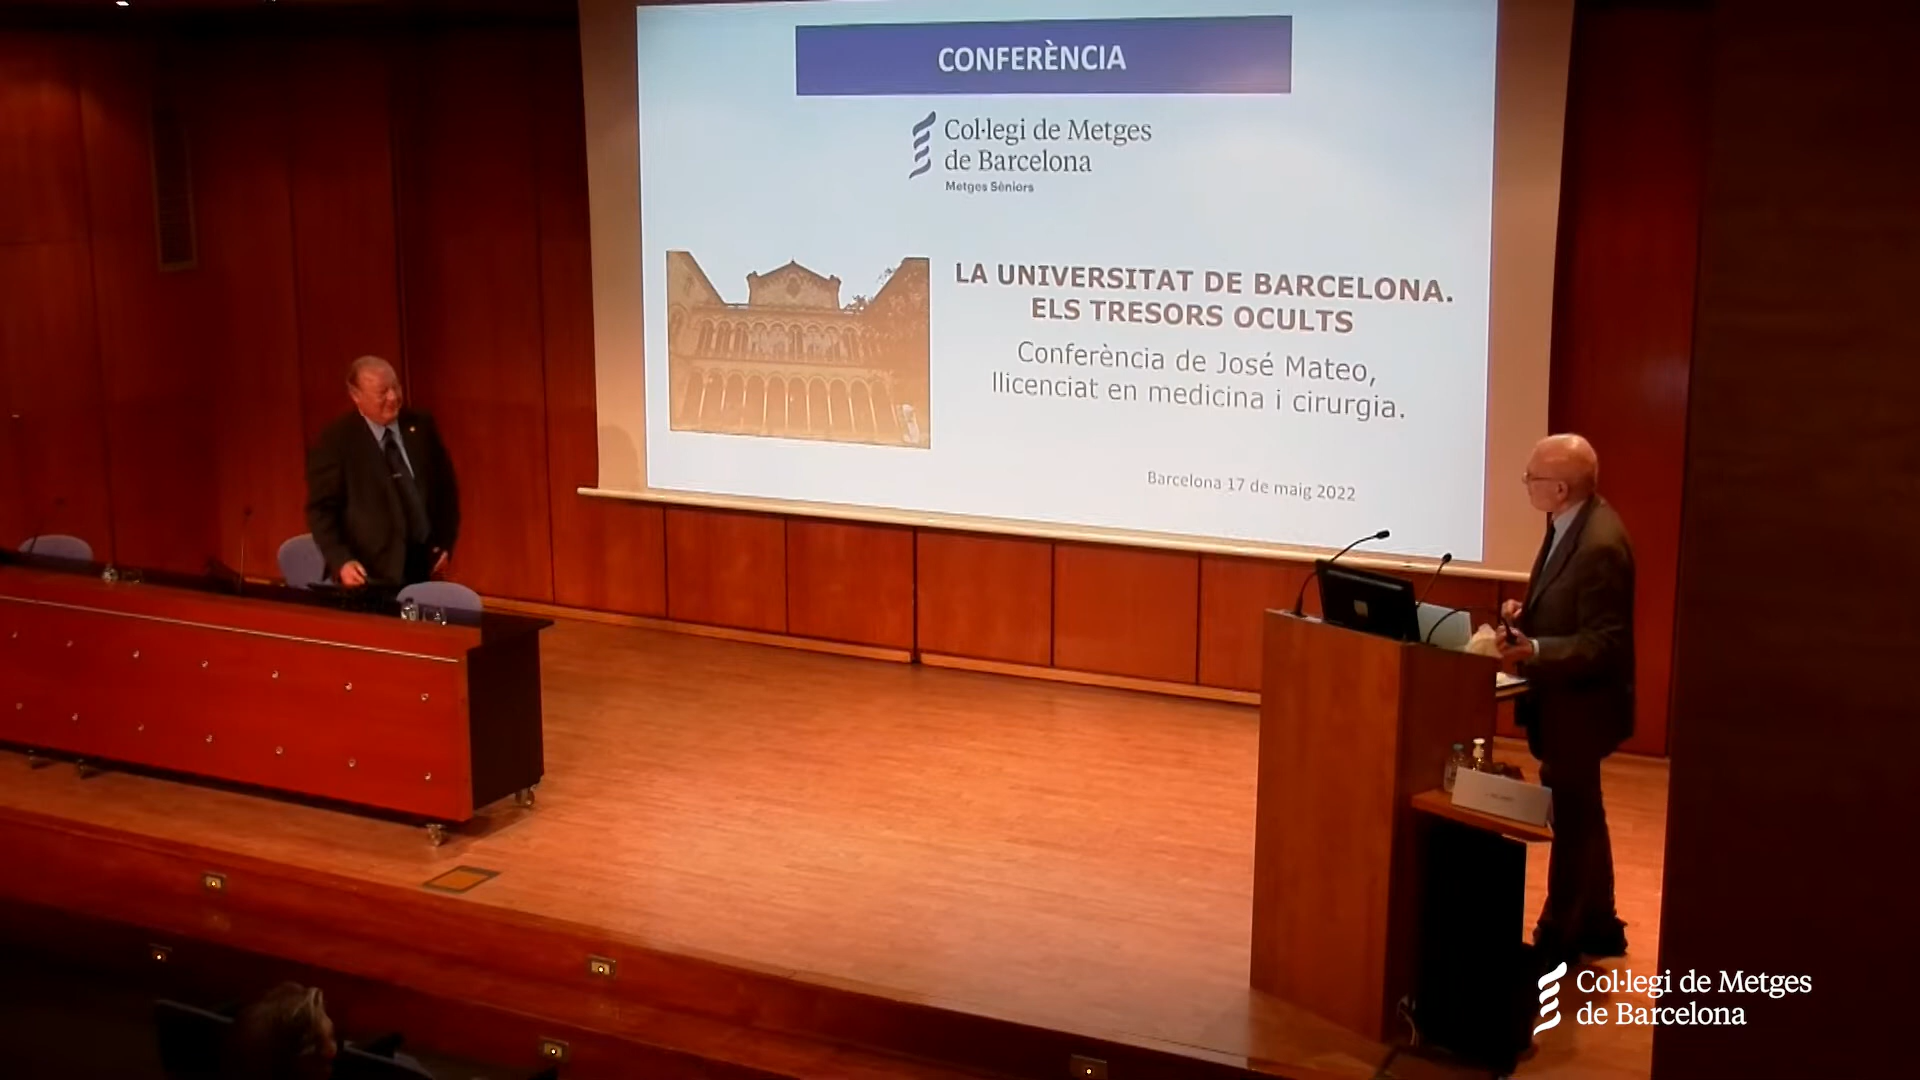 CONFERÈNCIA
Col·legi de Metges
de Barcelona
Metges Sèniors
LA UNIVERSITAT DE BARCELONA.
ELS TRESORS OCULTS
Conferència de José Mateo,
llicenciat en medicina i cirurgia.
Barcelona 17 de maig 2022
Col·legi de Metges
de Barcelona